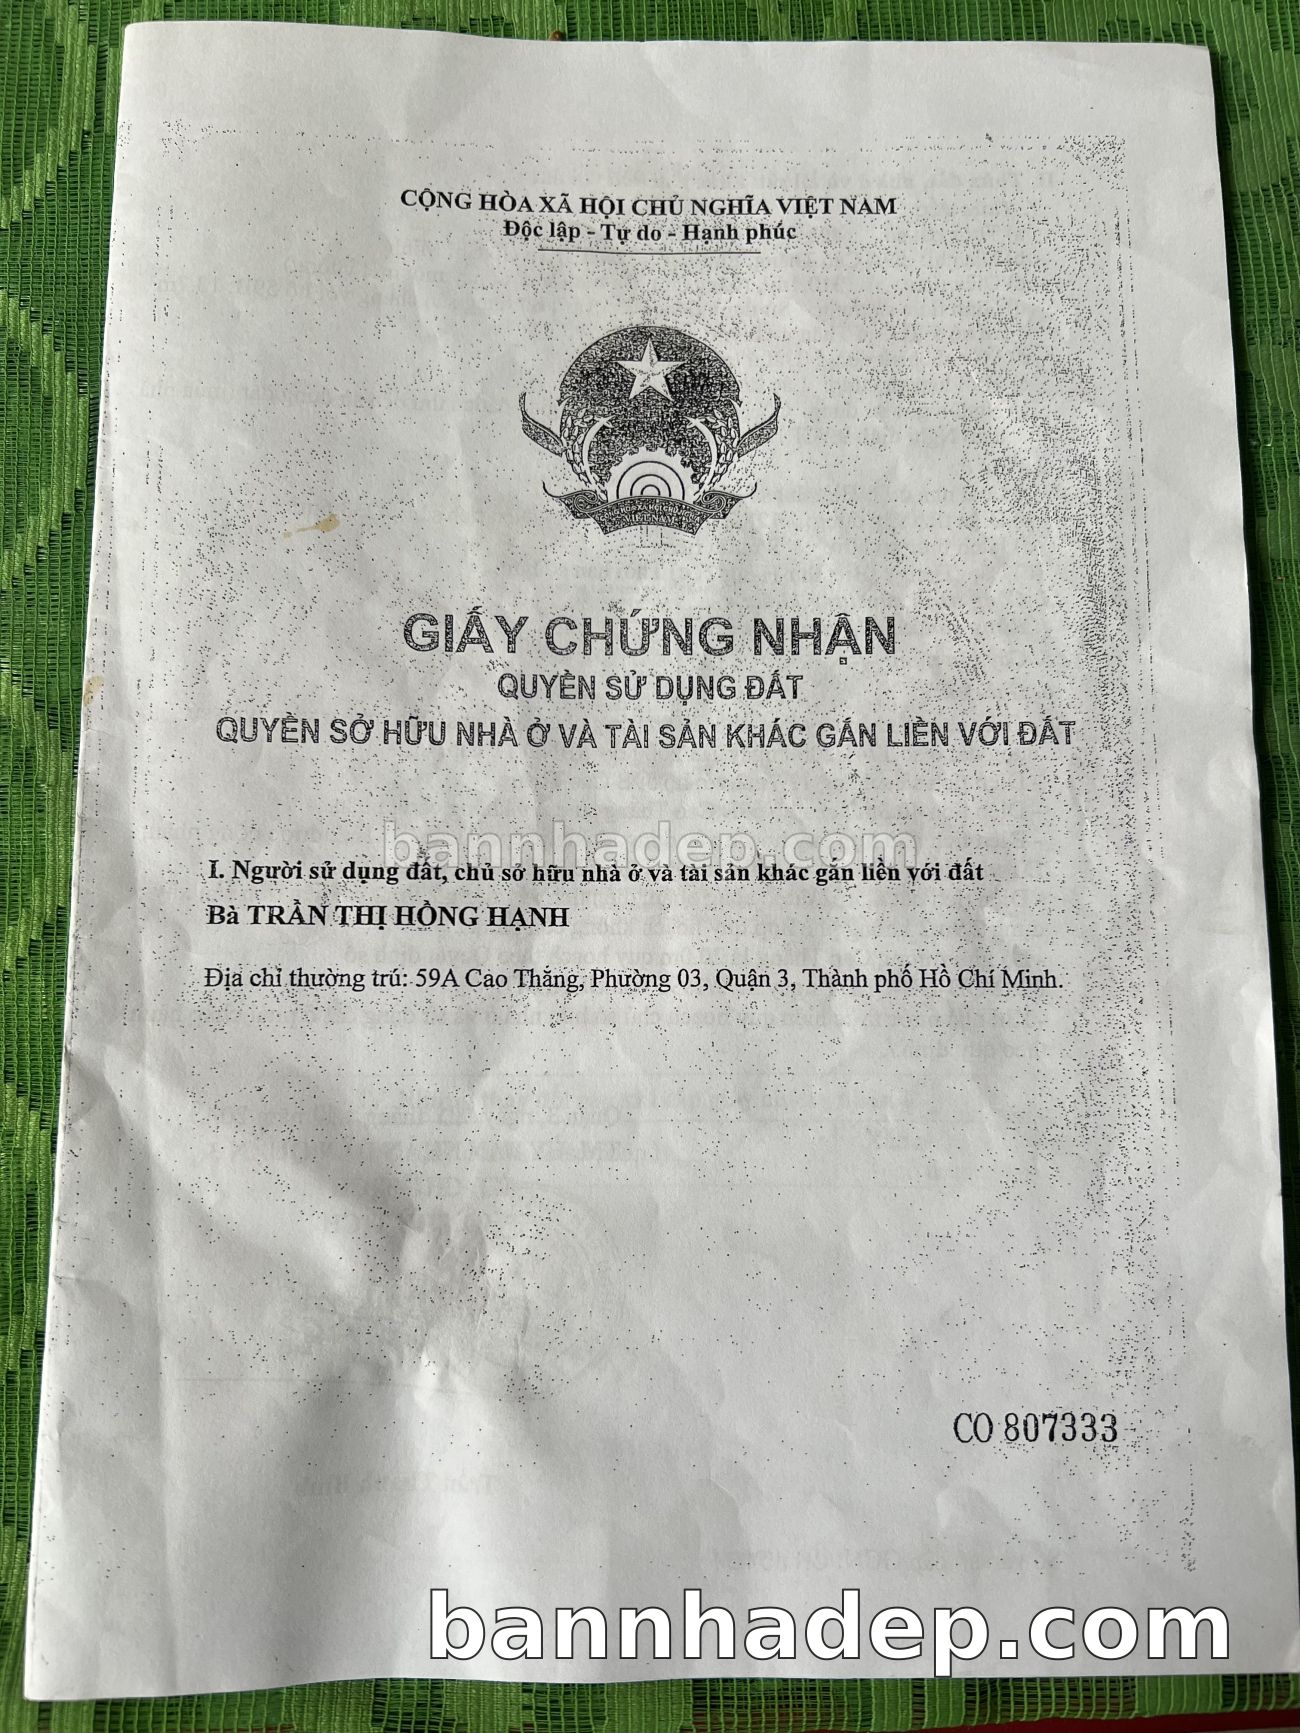 CỘNG HÒA XÃ HỘI CHỦ NGHĨA VIỆT NAM
Độc lập - Tự do - Hạnh phúc
VIỆT NAM
GIẤY CHỨNG NHẬN
QUYỀN SỬ DỤNG ĐẤT
QUYỀN SỞ HỮU NHÀ Ở VÀ TÀI SẢN KHÁC GẮN LIỀN VỚI ĐẤT
bannhadep.com
I. Người sử dụng đất, chủ sở hữu nhà ở và tài sản khác gắn liền với đất
Bà TRẦN THỊ HỒNG HẠNH
Địa chỉ thường trú: 59A Cao Thắng, Phường 03, Quận 3, Thành phố Hồ Chí Minh.
CO 807333
bannhadep.com